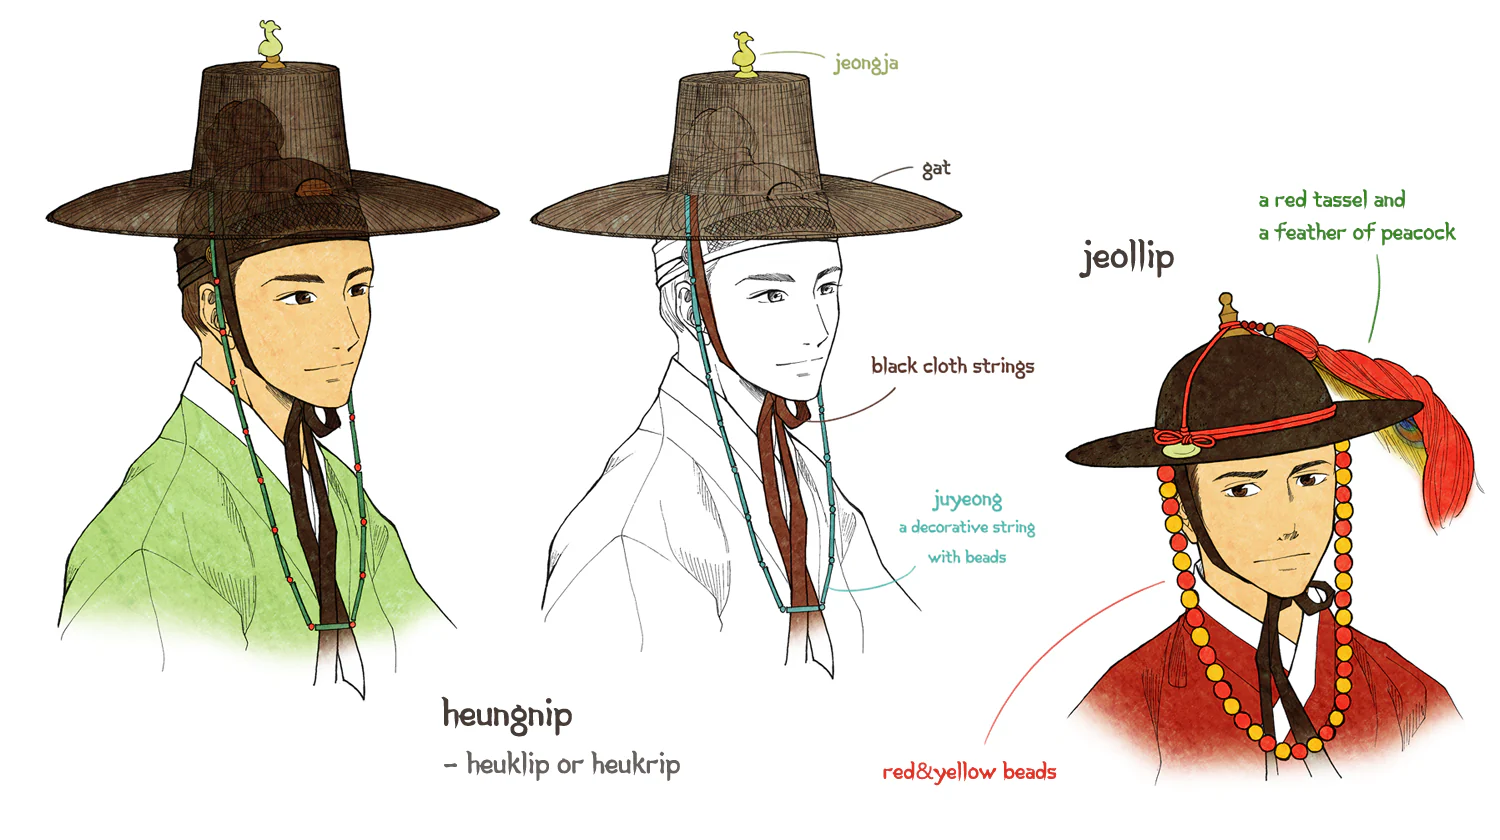 jeongja
gat
black cloth strings
juyeong
a decorative string
with beads
heungnip
- heuklip or heukrip
jeollip
a red tassel and
a feather of peacock
red&yellow beads